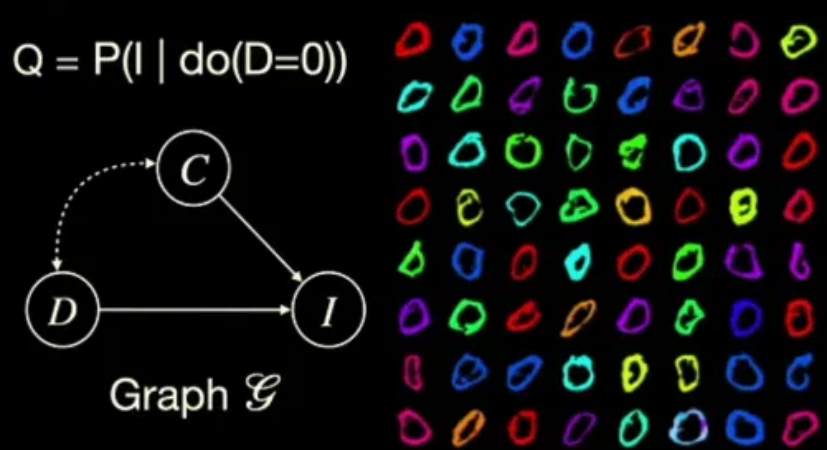 Q = P(I | do(D=0))
C
D
I
Graph 𝒢